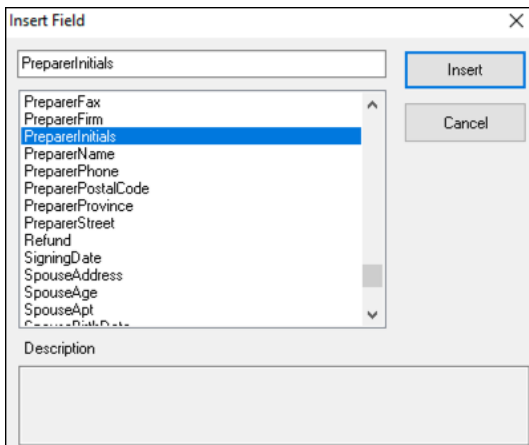 Insert Field
PreparerInitials
Insert
PreparerFax
PreparerFirm
Cancel
PreparerInitials
PreparerName
PreparerPhone
PreparerPostalCode
PreparerProvince
PreparerStreet
Refund
SigningDate
SpouseAddress
SpouseAge
SpouseApt
SpouseBirthDate
Description